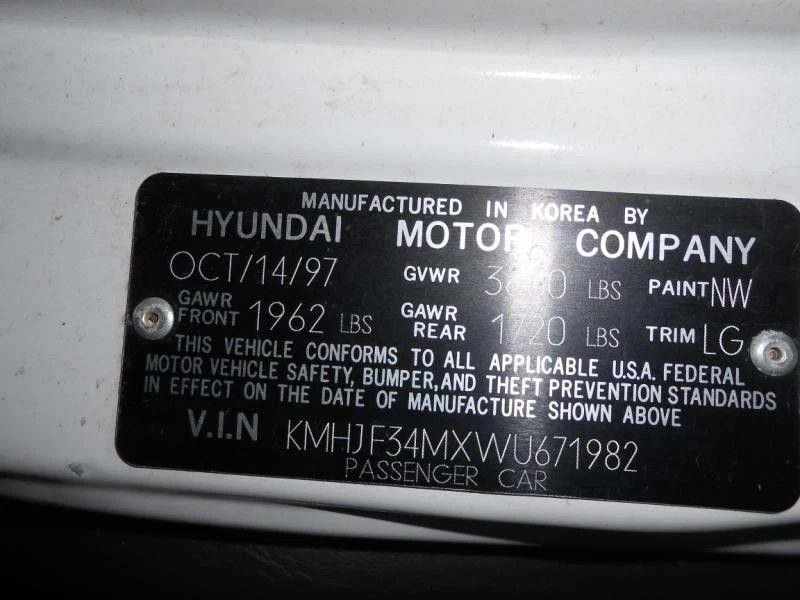 MANUFACTURED IN KOREA BY
HYUNDAI MOTOR COMPANY
OCT/14/97 GVWR LBS PAINT NW
GAWR FRONT 1962 LBS GAWR REAR 1720 LBS TRIM LG
THIS VEHICLE CONFORMS TO ALL APPLICABLE U.S.A. FEDERAL
MOTOR VEHICLE SAFETY, BUMPER, AND THEFT PREVENTION STANDARDS
IN EFFECT ON THE DATE OF MANUFACTURE SHOWN ABOVE
V.I.N KMHJF34MXWU671982
PASSENGER CAR